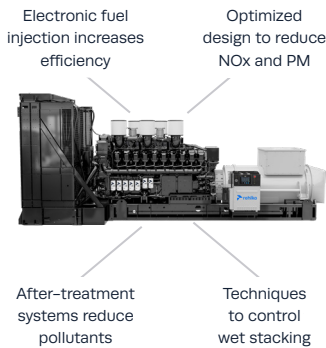 Electronic fuel
injection increases
efficiency
Optimized
design to reduce
NOx and PM
rehlko
After-treatment
systems reduce
pollutants
Techniques
to control
wet stacking